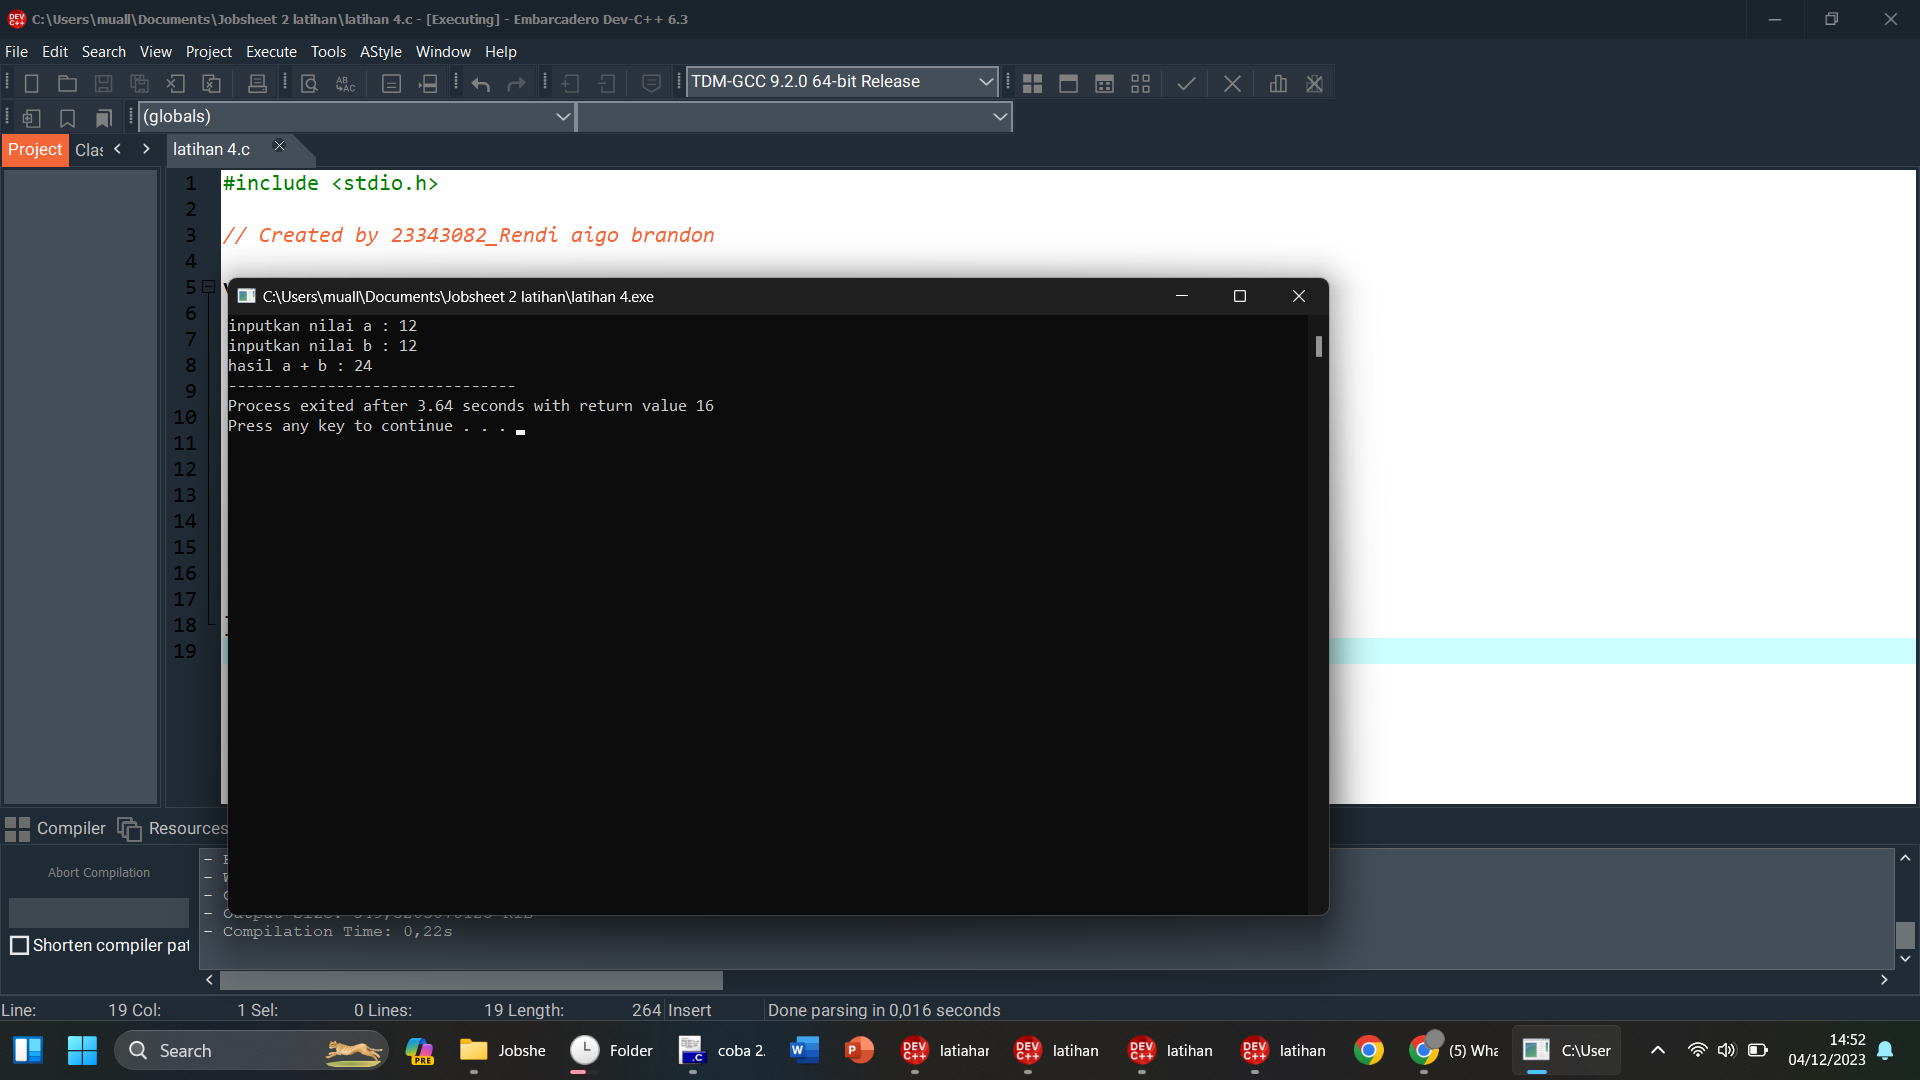 C:\Users\muall\Documents\Jobsheet 2 latihan\latihan 4.c - [Executing] - Embarcadero Dev-C++ 6.3
File Edit Search View Project Execute Tools AStyle Window Help
TDM-GCC 9.2.0 64-bit Release
(globals)
Project Clas latihan 4.c
1 #include <stdio.h>
2
3 // Created by 23343082_Rendi aigo brandon
4
5
6
7
8
9
10
11
12
13
14
15
16
17
18
19
C:\Users\muall\Documents\Jobsheet 2 latihan\latihan 4.exe
inputkan nilai a : 12
inputkan nilai b : 12
hasil a + b : 24
--------------------------------
Process exited after 3.64 seconds with return value 16
Press any key to continue . . .
Compiler Resources
Abort Compilation
Shorten compiler pat
- Compilation Time: 0,22s
Line: 19 Col: 1 Sel: 0 Lines: 19 Length: 264 Insert Done parsing in 0,016 seconds
Search PRE Jobshe Folder coba 2. latiahar latihan latihan latihan (5) Wha C:\User
14:52
04/12/2023